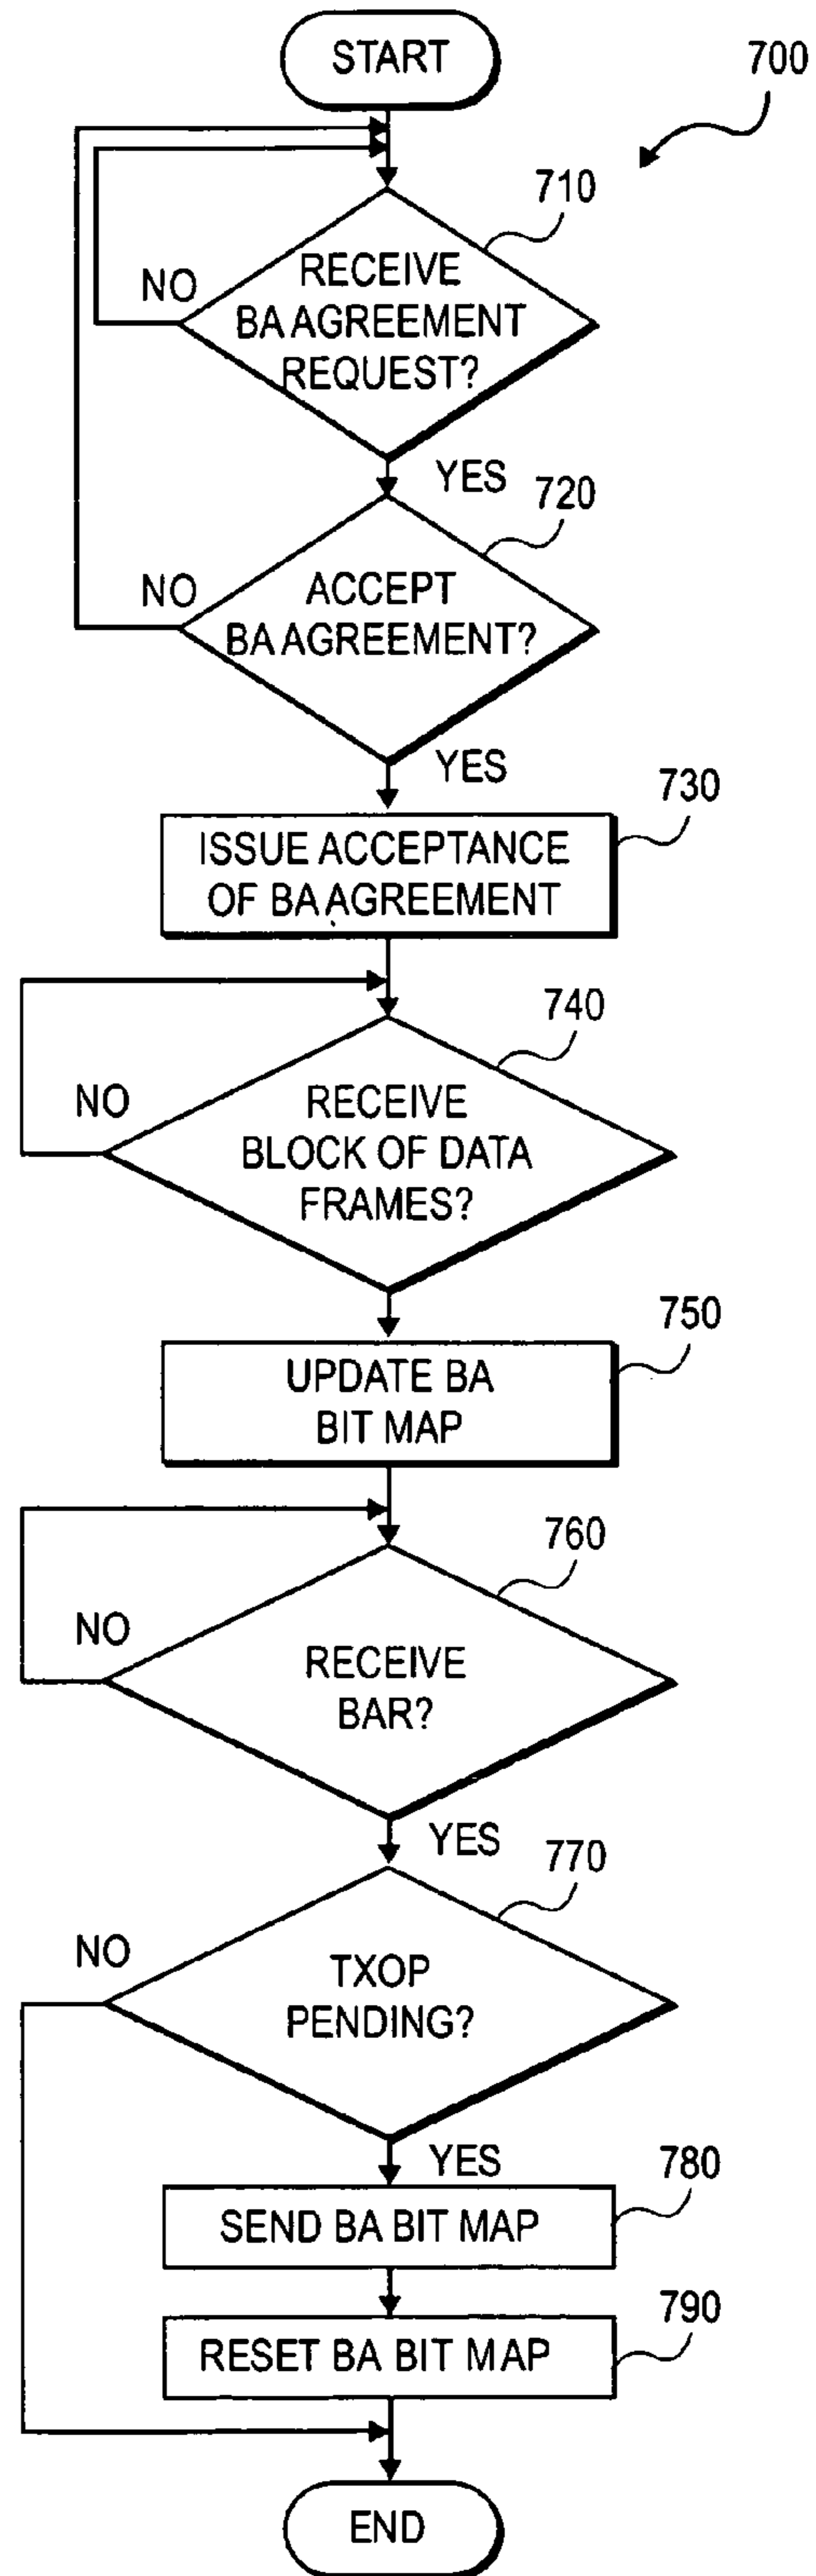 START
700
710
NO
RECEIVE
BA AGREEMENT
REQUEST?
YES
720
NO
ACCEPT
BA AGREEMENT?
YES
730
ISSUE ACCEPTANCE
OF BA AGREEMENT
740
NO
RECEIVE
BLOCK OF DATA
FRAMES?
750
UPDATE BA
BIT MAP
760
NO
RECEIVE
BAR?
YES
770
NO
TXOP
PENDING?
YES
780
SEND BA BIT MAP
790
RESET BA BIT MAP
END